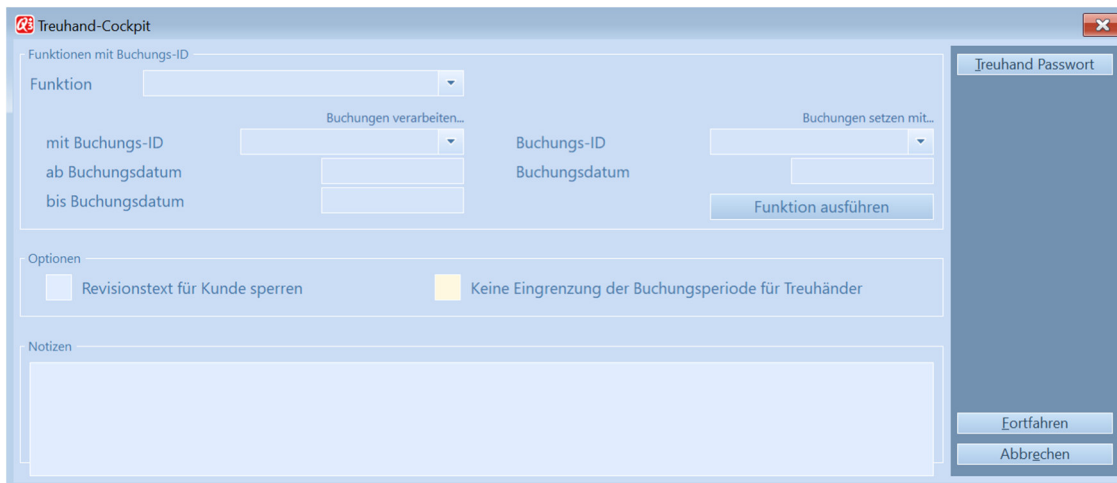 Treuhand-Cockpit
Funktionen mit Buchungs-ID
Funktion
Buchungen verarbeiten...
Buchungen setzen mit...
mit Buchungs-ID
Buchungs-ID
ab Buchungsdatum
Buchungsdatum
bis Buchungsdatum
Funktion ausführen
Optionen
Revisionstext für Kunde sperren
Keine Eingrenzung der Buchungsperiode für Treuhänder
Notizen
Treuhand Passwort
Fortfahren
Abbrechen